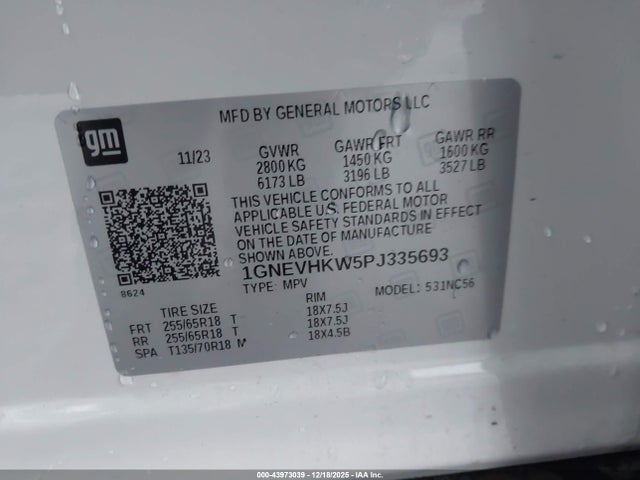 MFD BY GENERAL MOTORS LLC
gm
11/23
GVWR GAWR FRT GAWR RR
2800 KG 1450 KG 1600 KG
6173 LB 3196 LB 3527 LB
THIS VEHICLE CONFORMS TO ALL
APPLICABLE U.S. FEDERAL MOTOR
VEHICLE SAFETY STANDARDS IN EFFECT
ON THE DATE OF MANUFACTURE
SHOWN ABOVE.
1GNEVHKW5PJ335693
8624
TYPE: MPV MODEL: 531NC56
TIRE SIZE RIM
FRT 255/65R18 T 18X7.5J
RR 255/65R18 T 18X7.5J
SPA T135/70R18 M 18X4.5B
000-43973039 - 12/18/2025 - IAA Inc.